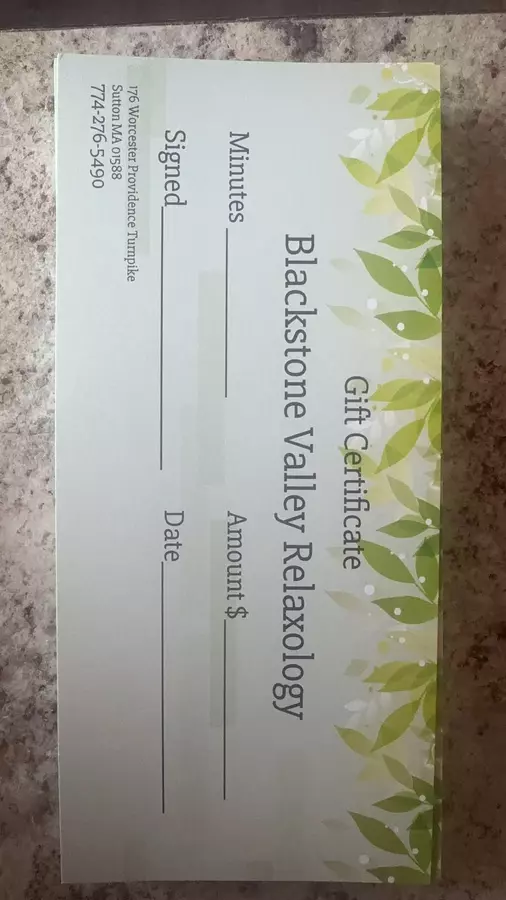 Gift Certificate
Blackstone Valley Relaxology
Minutes Amount $
Signed Date
176 Worcester Providence Turnpike
Sutton MA 01588
774-276-5490